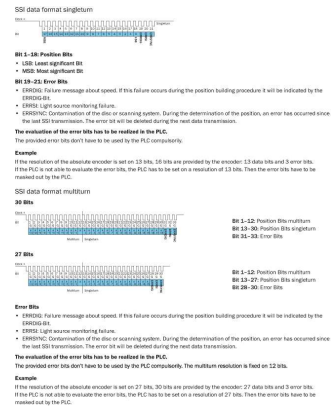 SSI data format singleturn
Bit 1–18: Position Bits
• LSB: Least significant Bit
• MSB: Most significant Bit
Bit 19–21: Error Bits
• ERRDIG: Failure message about speed. If this failure occurs during the position building procedure it will be indicated by the
ERRDIG-Bit.
• ERRSI: Light source monitoring failure.
• ERRSYNC: Contamination of the disc or scanning system. During the determination of the position, an error has occurred since
the last SSI transmission. The error bit will be deleted during the next data transmission.
The evaluation of the error bits has to be realized in the PLC.
The provided error bits don't have to be used by the PLC compulsorily.
Example
If the resolution of the absolute encoder is set on 13 bits, 16 bits are provided by the encoder: 13 data bits and 3 error bits.
If the PLC is not able to evaluate the error bits, the PLC has to be set on a resolution of 13 bits. Then the error bits have to be
masked out by the PLC.
SSI data format multiturn
30 Bits
Bit
Multiturn Singleturn
Bit 1–12: Position Bits multiturn
Bit 13–30: Position Bits singleturn
Bit 31–33: Error Bits
27 Bits
Bit
Multiturn Singleturn
Bit 1–12: Position Bits multiturn
Bit 13–27: Position Bits singleturn
Bit 28–30: Error Bits
Error Bits
• ERRDIG: Failure message about speed. If this failure occurs during the position building procedure it will be indicated by the
ERRDIG-Bit.
• ERRSI: Light source monitoring failure.
• ERRSYNC: Contamination of the disc or scanning system. During the determination of the position, an error has occurred since
the last SSI transmission. The error bit will be deleted during the next data transmission.
The evaluation of the error bits has to be realized in the PLC.
The provided error bits don't have to be used by the PLC compulsorily. The multiturn resolution is fixed on 12 bits.
Example
If the resolution of the absolute encoder is set on 27 bits, 30 bits are provided by the encoder: 27 data bits and 3 error bits.
If the PLC is not able to evaluate the error bits, the PLC has to be set on a resolution of 27 bits. Then the error bits have to be
masked out by the PLC.